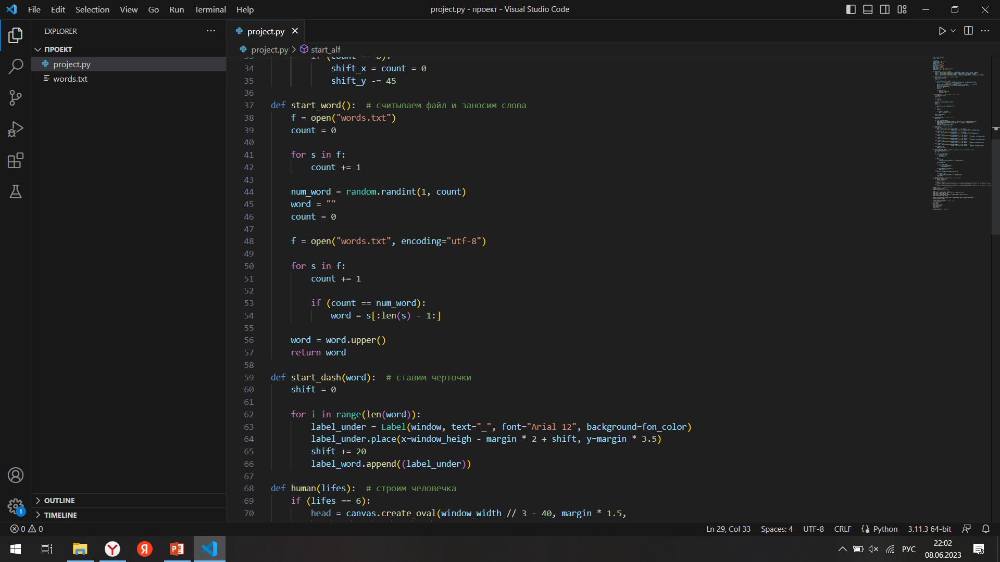 File Edit Selection View Go Run Terminal Help
project.py - проект - Visual Studio Code
EXPLORER
ПРОЕКТ
project.py
words.txt
OUTLINE
TIMELINE
project.py
project.py > start_alf
33 if (count == 8):
34 shift_x = count = 0
35 shift_y -= 45
36
37 def start_word():  # считываем файл и заносим слова
38 f = open("words.txt")
39 count = 0
40
41 for s in f:
42 count += 1
43
44 num_word = random.randint(1, count)
45 word = ""
46 count = 0
47
48 f = open("words.txt", encoding="utf-8")
49
50 for s in f:
51 count += 1
52
53 if (count == num_word):
54 word = s[:len(s) - 1:]
55
56 word = word.upper()
57 return word
58
59 def start_dash(word):  # ставим черточки
60 shift = 0
61
62 for i in range(len(word)):
63 label_under = Label(window, text="_", font="Arial 12", background=fon_color)
64 label_under.place(x=window_heigh - margin * 2 + shift, y=margin * 3.5)
65 shift += 20
66 label_word.append((label_under))
67
68 def human(lifes):  # строим человечка
69 if (lifes == 6):
70 head = canvas.create_oval(window_width // 3 - 40, margin * 1.5,
1
0 0
Ln 29, Col 33 Spaces: 4 UTF-8 CRLF Python 3.11.3 64-bit
РУС
22:02
08.06.2023